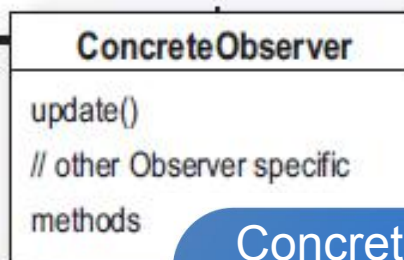 ConcreteObserver
update()
// other Observer specific
methods
Concret